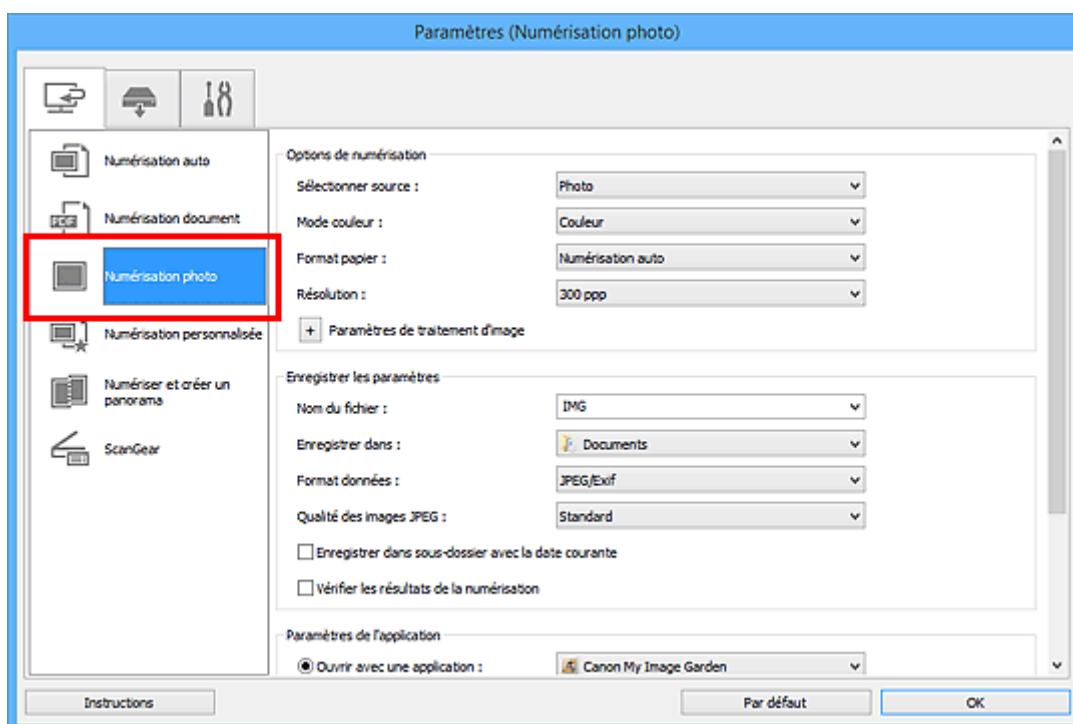 Paramètres (Numérisation photo)
Numérisation auto
PDF
Numérisation document
Numérisation photo
Numérisation personnalisée
Numériser et créer un
panorama
ScanGear
Options de numérisation
Sélectionner source : Photo
Mode couleur : Couleur
Format papier : Numérisation auto
Résolution : 300 ppp
+ Paramètres de traitement d'image
Enregistrer les paramètres
Nom du fichier : IMG
Enregistrer dans : Documents
Format données : JPEG/Exif
Qualité des images JPEG : Standard
Enregistrer dans sous-dossier avec la date courante
Vérifier les résultats de la numérisation
Paramètres de l'application
Ouvrir avec une application : Canon My Image Garden
Instructions Par défaut OK